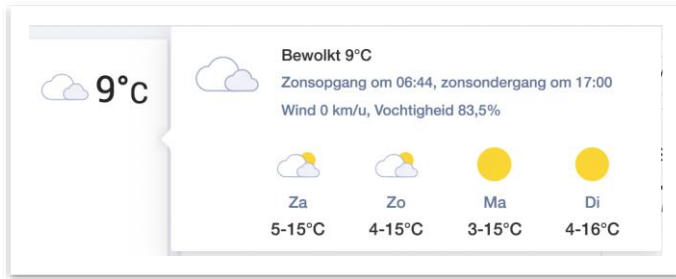 9°C
Bewolkt 9°C
Zonsopgang om 06:44, zonsondergang om 17:00
Wind 0 km/u, Vochtigheid 83,5%
Za Zo Ma Di
5-15°C 4-15°C 3-15°C 4-16°C